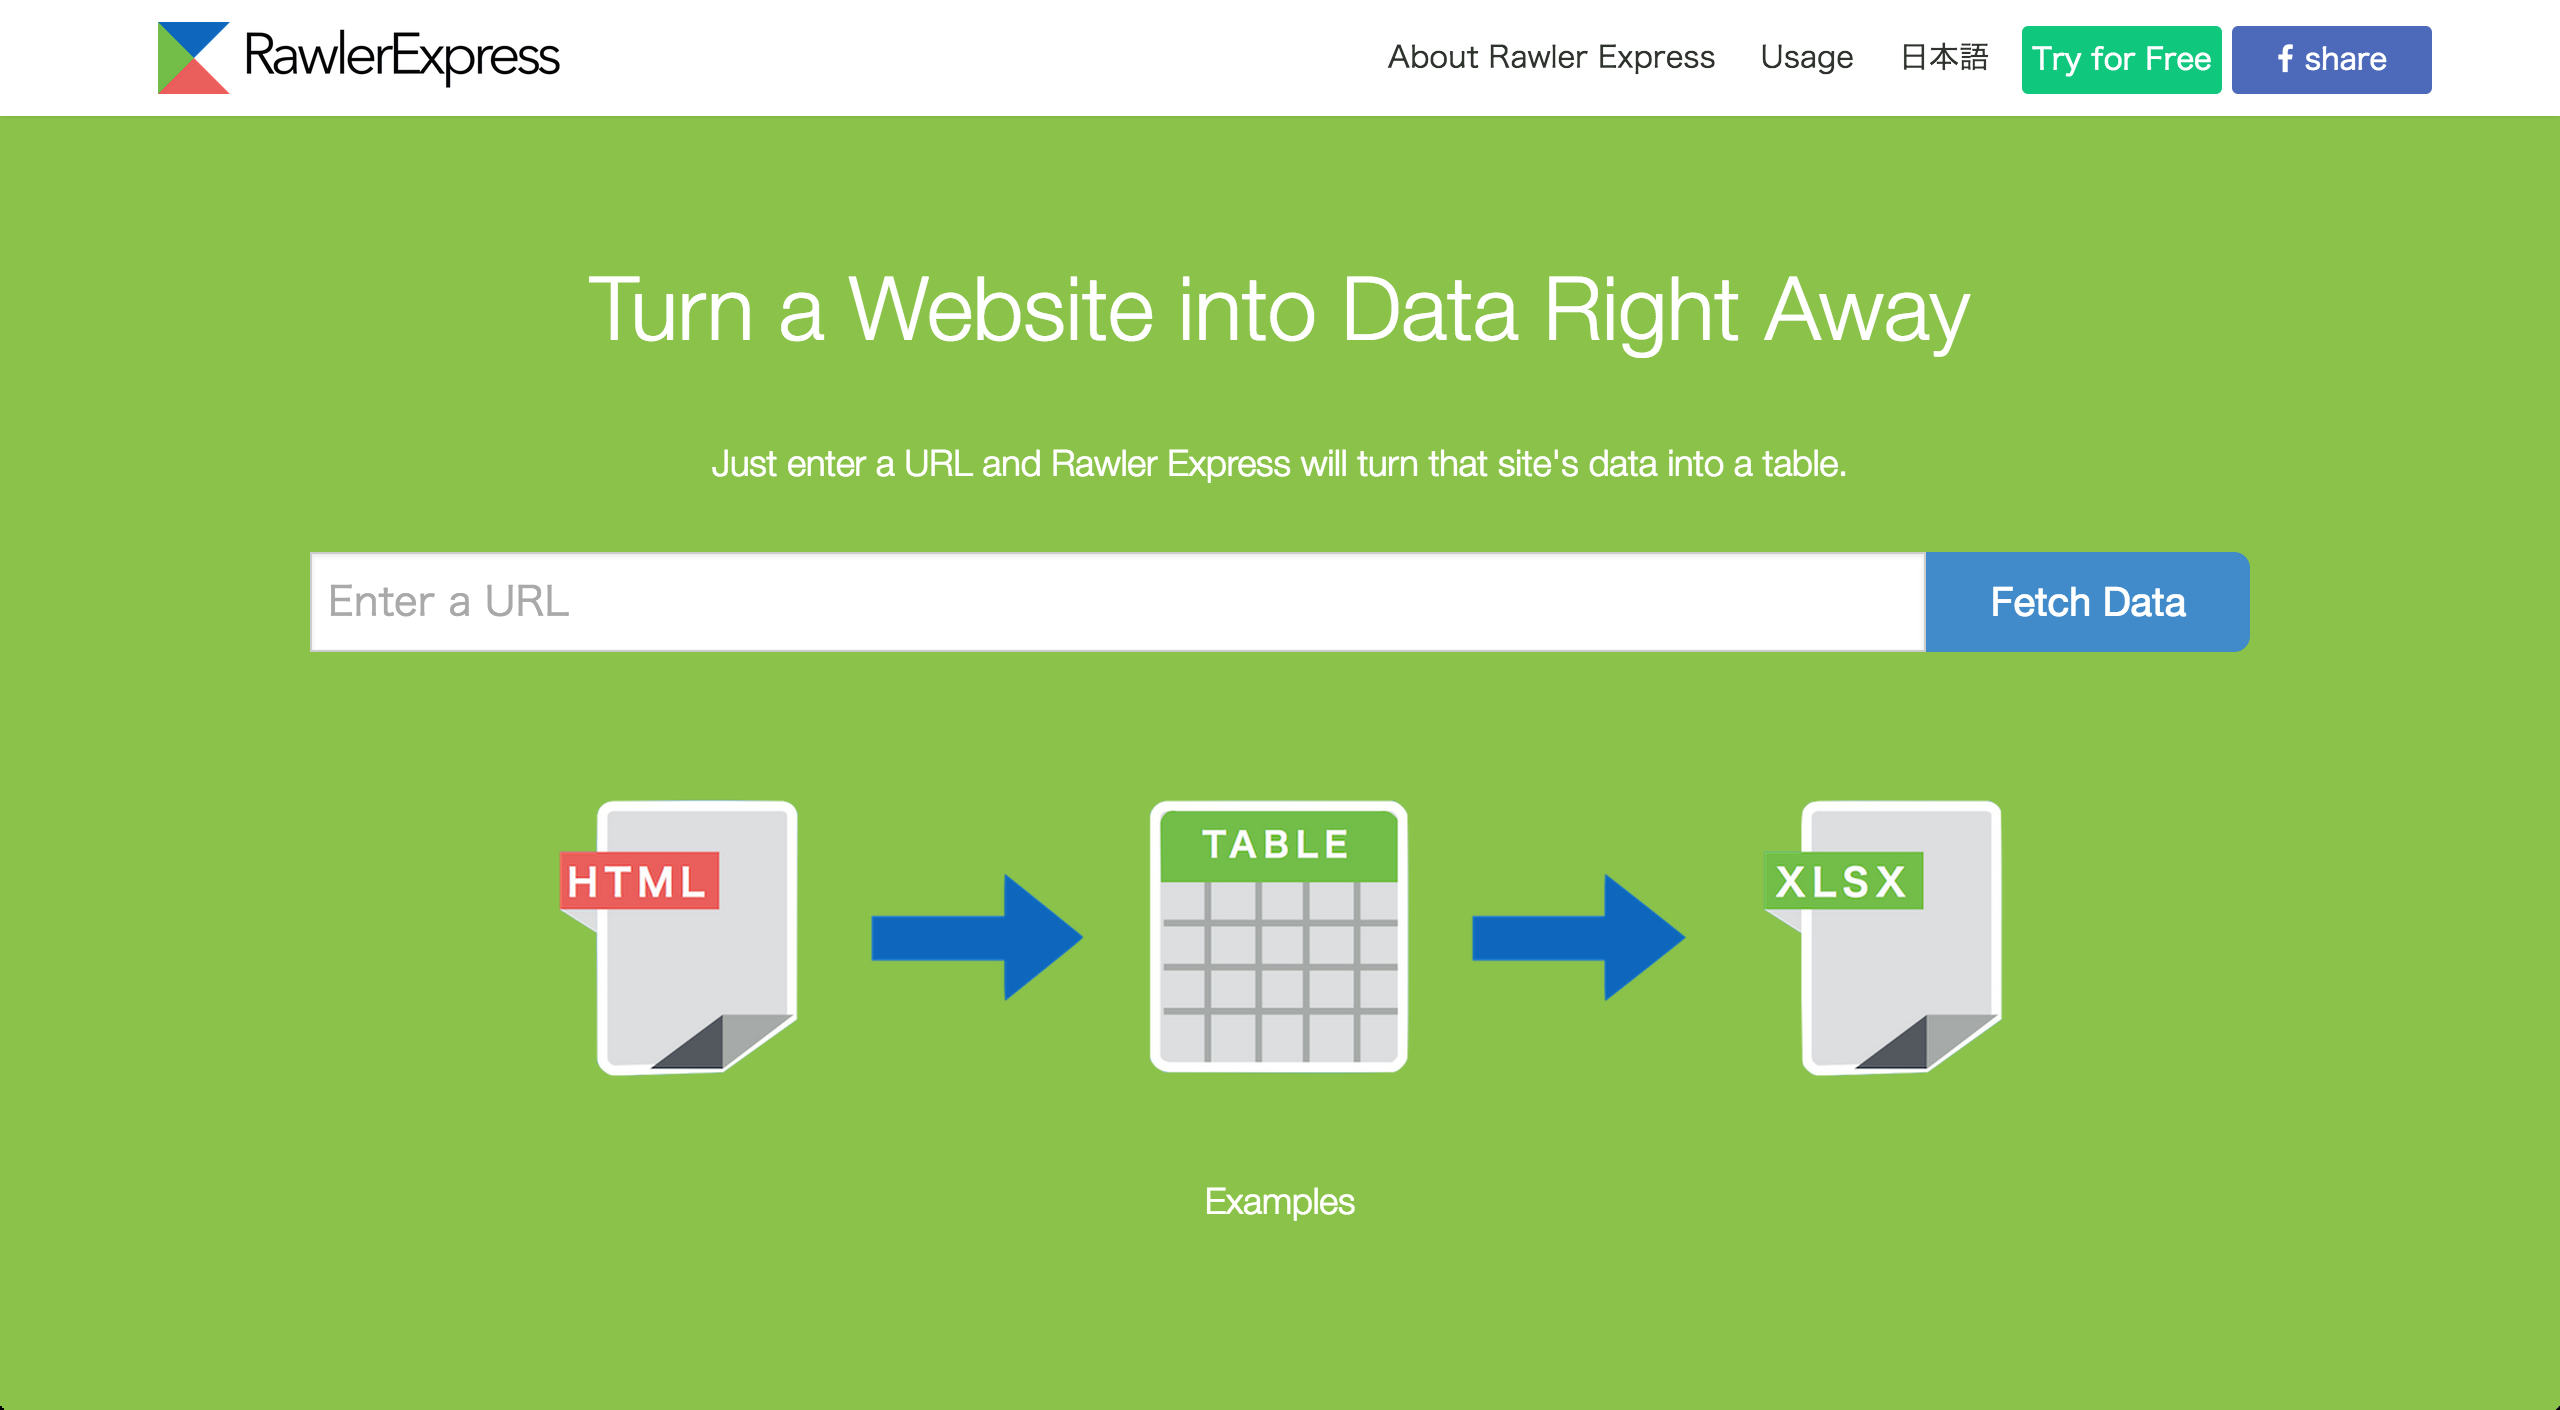 RawlerExpress
About Rawler Express
Usage
日本語
Try for Free
f share
Turn a Website into Data Right Away
Just enter a URL and Rawler Express will turn that site's data into a table.
Enter a URL
Fetch Data
HTML
TABLE
XLSX
Examples